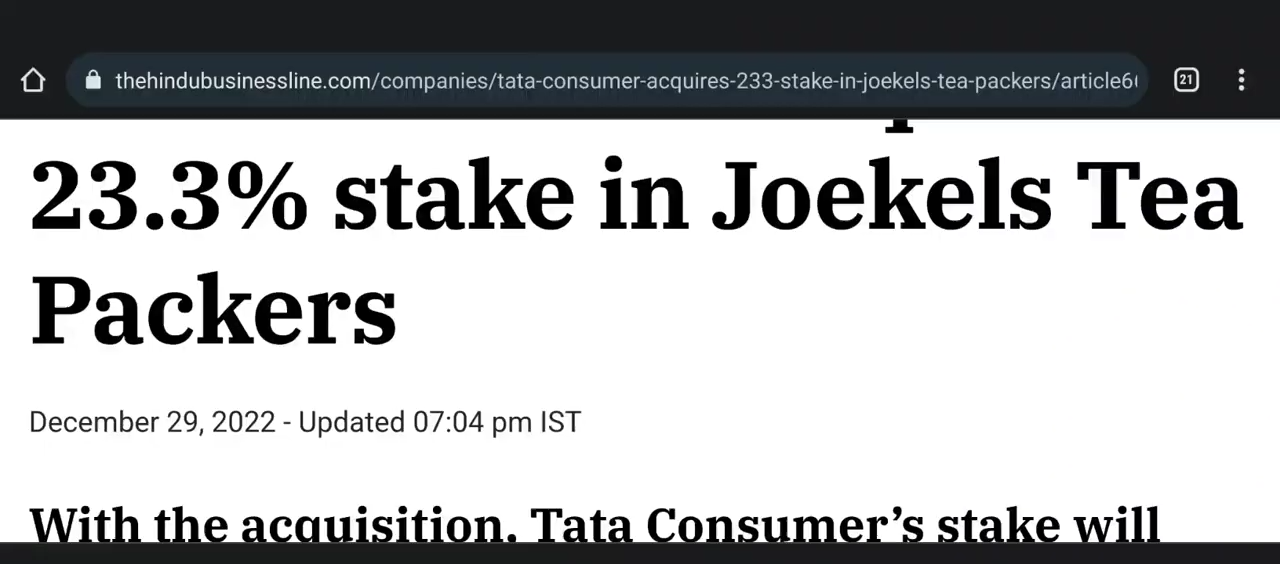 thehindubusinessline.com/companies/tata-consumer-acquires-233-stake-in-joekels-tea-packers/article6
21
23.3% stake in Joekels Tea
Packers
December 29, 2022 - Updated 07:04 pm IST
With the acquisition, Tata Consumer’s stake will